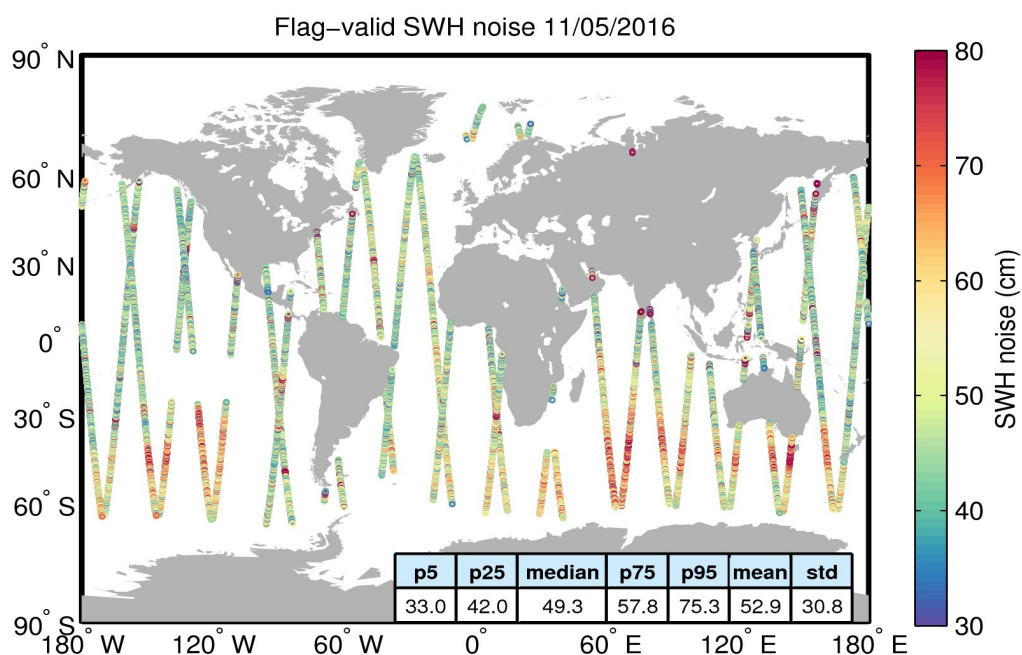 Flag−valid SWH noise 11/05/2016
90° N
60° N
30° N
0°
30° S
60° S
90° S
180° W 120° W 60° W 0° 60° E 120° E 180° E
p5 p25 median p75 p95 mean std
33.0 42.0 49.3 57.8 75.3 52.9 30.8
80
70
60
50
40
30
SWH noise (cm)